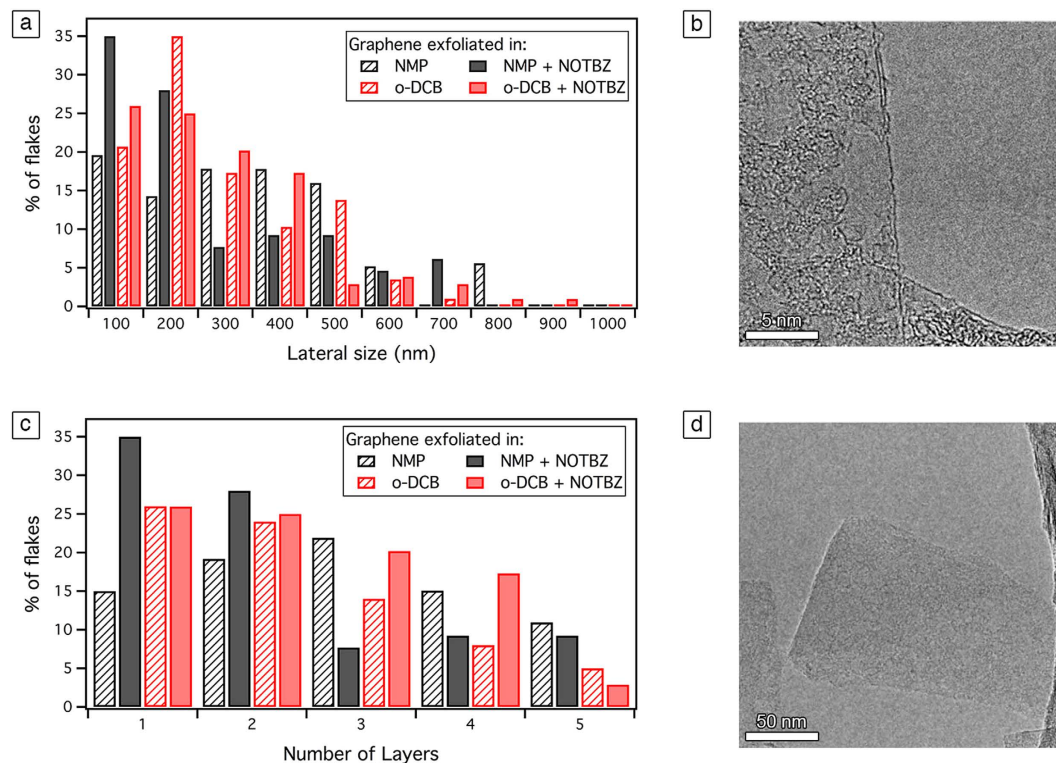 a
35
30
25
20
15
10
5
0
% of flakes
Graphene exfoliated in:
NMP NMP + NOTBZ
o-DCB o-DCB + NOTBZ
100 200 300 400 500 600 700 800 900 1000
Lateral size (nm)
b
5 nm
c
35
30
25
20
15
10
5
0
% of flakes
Graphene exfoliated in:
NMP NMP + NOTBZ
o-DCB o-DCB + NOTBZ
1 2 3 4 5
Number of Layers
d
50 nm